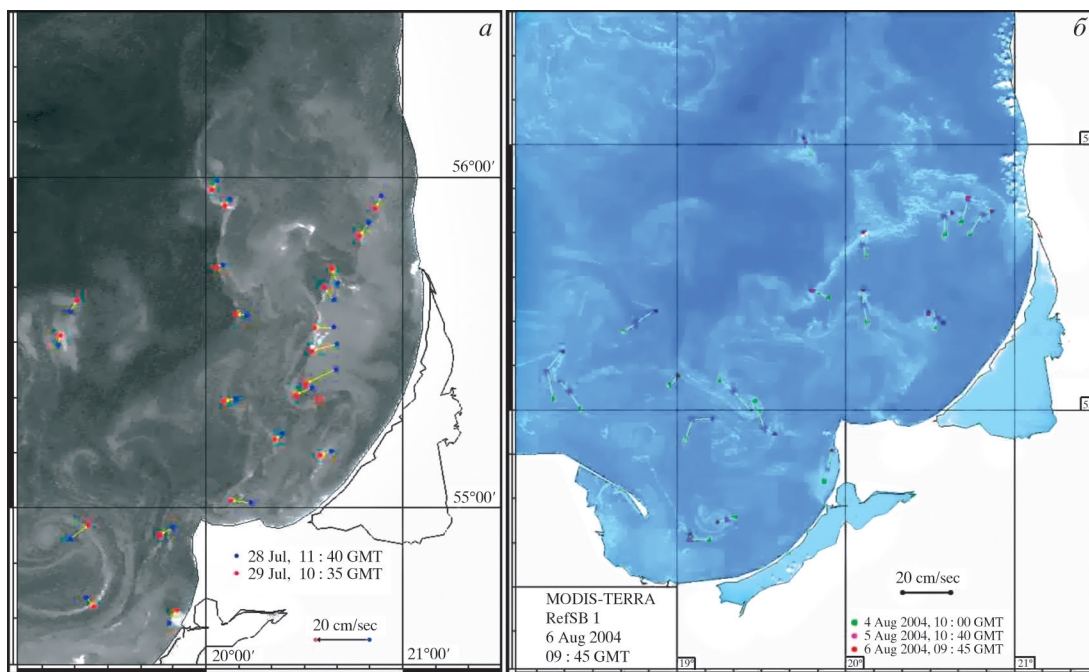 а
56°00′
55°00′
28 Jul, 11 : 40 GMT
29 Jul, 10 : 35 GMT
20 cm/sec
20°00′
21°00′
б
5
5
MODIS-TERRA
RefSB 1
6 Aug 2004
09 : 45 GMT
20 cm/sec
4 Aug 2004, 10 : 00 GMT
5 Aug 2004, 10 : 40 GMT
6 Aug 2004, 09 : 45 GMT
19°
20°
21°